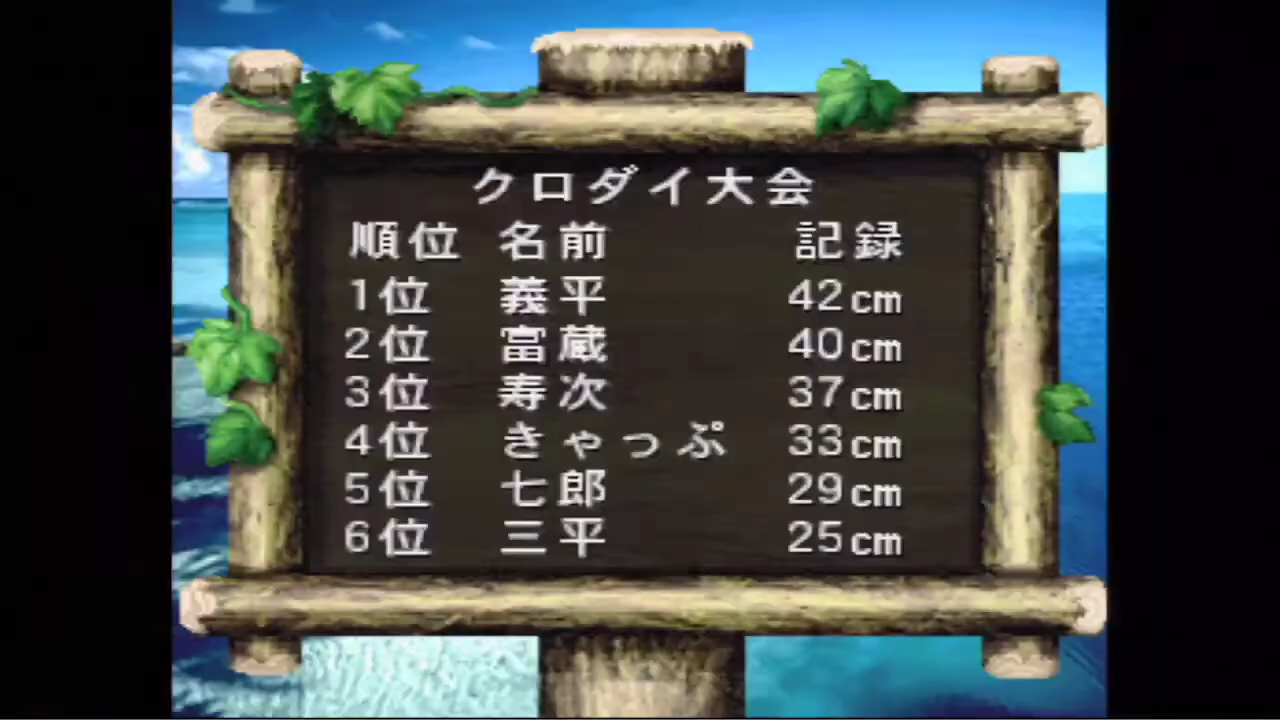 クロダイ大会
順位 名前 記録
1位 義平 42cm
2位 富蔵 40cm
3位 寿次 37cm
4位 きゃっぷ 33cm
5位 七郎 29cm
6位 三平 25cm